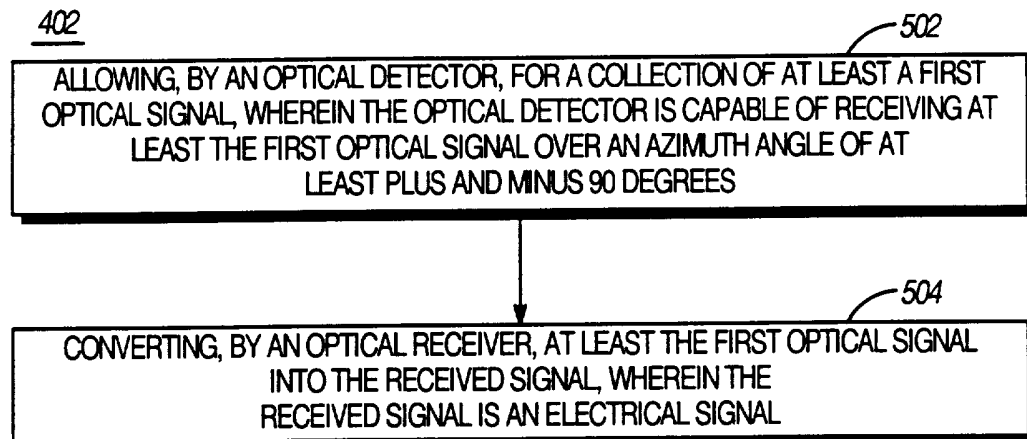 402
502
ALLOWING, BY AN OPTICAL DETECTOR, FOR A COLLECTION OF AT LEAST A FIRST
OPTICAL SIGNAL, WHEREIN THE OPTICAL DETECTOR IS CAPABLE OF RECEIVING AT
LEAST THE FIRST OPTICAL SIGNAL OVER AN AZIMUTH ANGLE OF AT
LEAST PLUS AND MINUS 90 DEGREES
504
CONVERTING, BY AN OPTICAL RECEIVER, AT LEAST THE FIRST OPTICAL SIGNAL
INTO THE RECEIVED SIGNAL, WHEREIN THE
RECEIVED SIGNAL IS AN ELECTRICAL SIGNAL